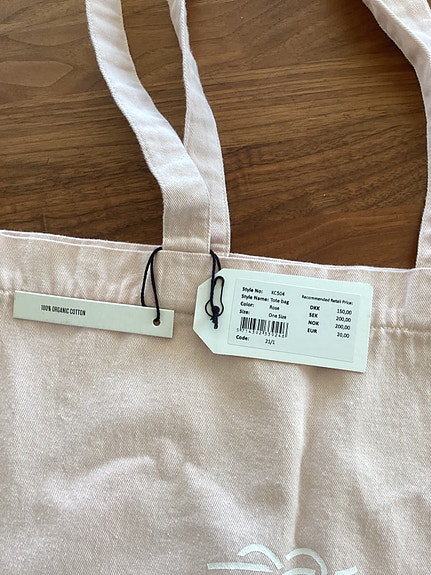 100% ORGANIC COTTON
Style No: KC504
Style Name: Tote bag
Color: Rose
Size: One Size
Code: 21/1
Recommended Retail Price:
DKK 150,00
SEK 200,00
NOK 200,00
EUR 20,00